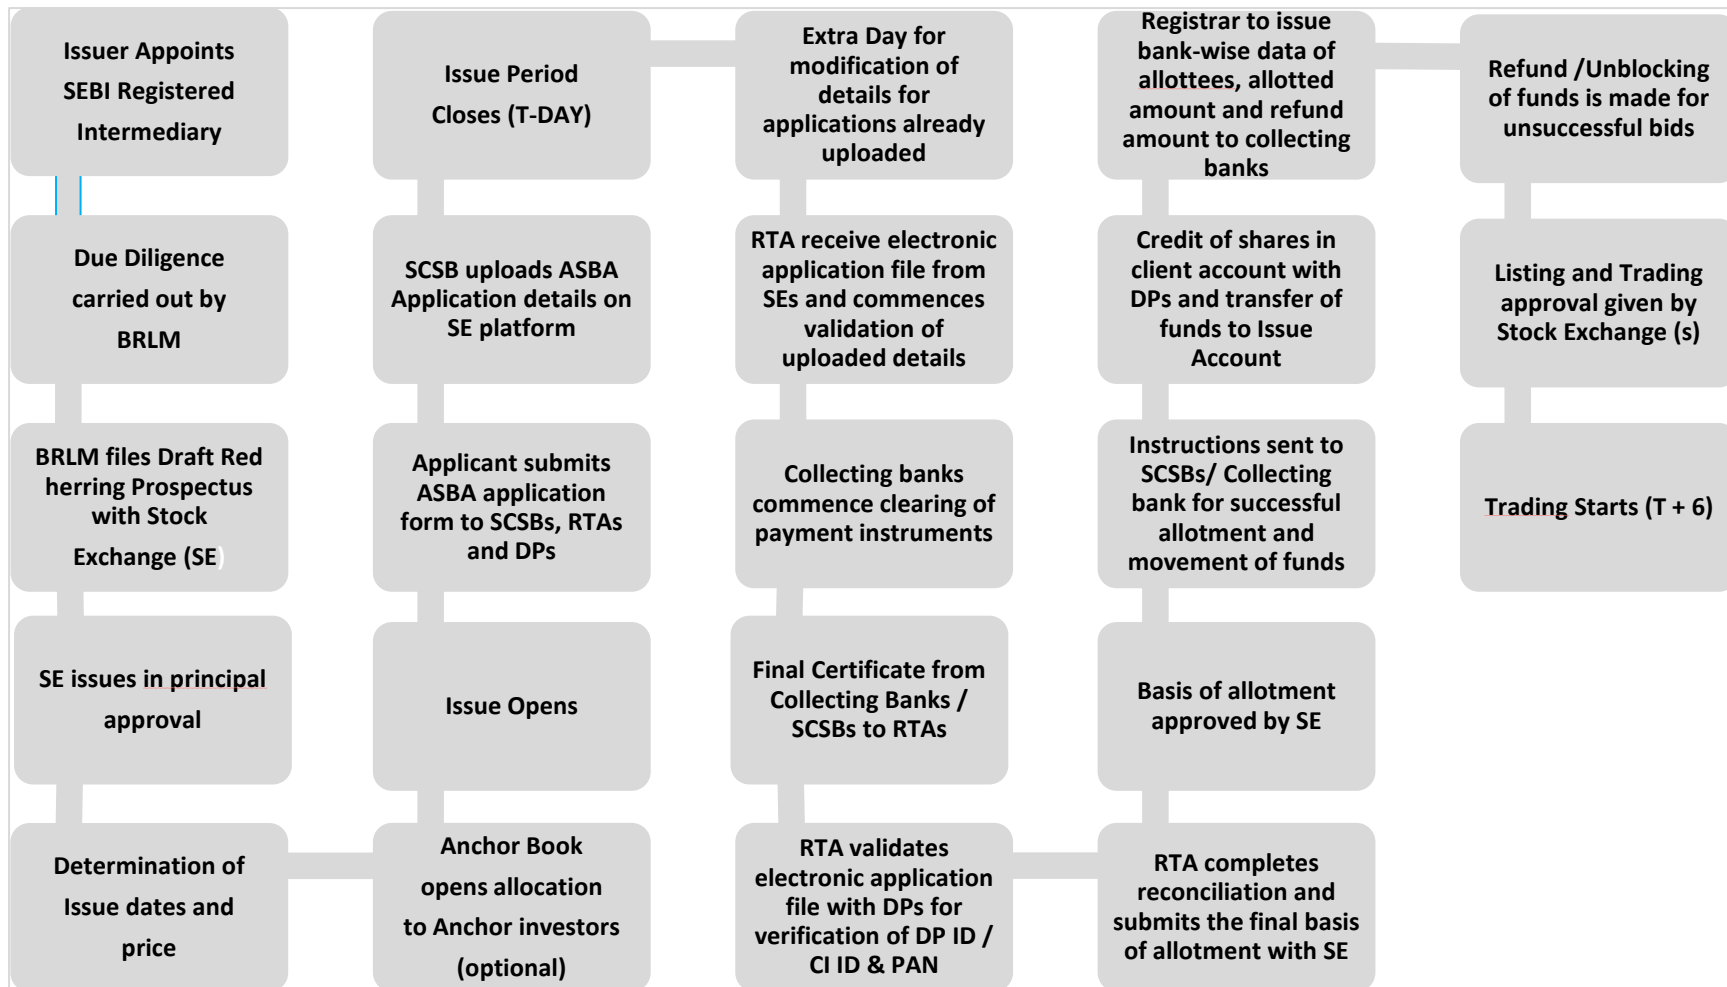 Issuer Appoints
SEBI Registered
Intermediary
Due Diligence
carried out by
BRLM
BRLM files Draft Red
herring Prospectus
with Stock
Exchange (SE)
SE issues in principal
approval
Determination of
Issue dates and
price
Anchor Book
opens allocation
to Anchor investors
(optional)
Issue Opens
Applicant submits
ASBA application
form to SCSBs, RTAs
and DPs
SCSB uploads ASBA
Application details on
SE platform
Issue Period
Closes (T-DAY)
Extra Day for
modification of
details for
applications already
uploaded
RTA receive electronic
application file from
SEs and commences
validation of
uploaded details
Collecting banks
commence clearing of
payment instruments
Final Certificate from
Collecting Banks /
SCSBs to RTAs
RTA validates
electronic application
file with DPs for
verification of DP ID /
CI ID & PAN
RTA completes
reconciliation and
submits the final basis
of allotment with SE
Basis of allotment
approved by SE
Instructions sent to
SCSBs/ Collecting
bank for successful
allotment and
movement of funds
Credit of shares in
client account with
DPs and transfer of
funds to Issue
Account
Registrar to issue
bank-wise data of
allottees, allotted
amount and refund
amount to collecting
banks
Refund /Unblocking
of funds is made for
unsuccessful bids
Listing and Trading
approval given by
Stock Exchange (s)
Trading Starts (T + 6)